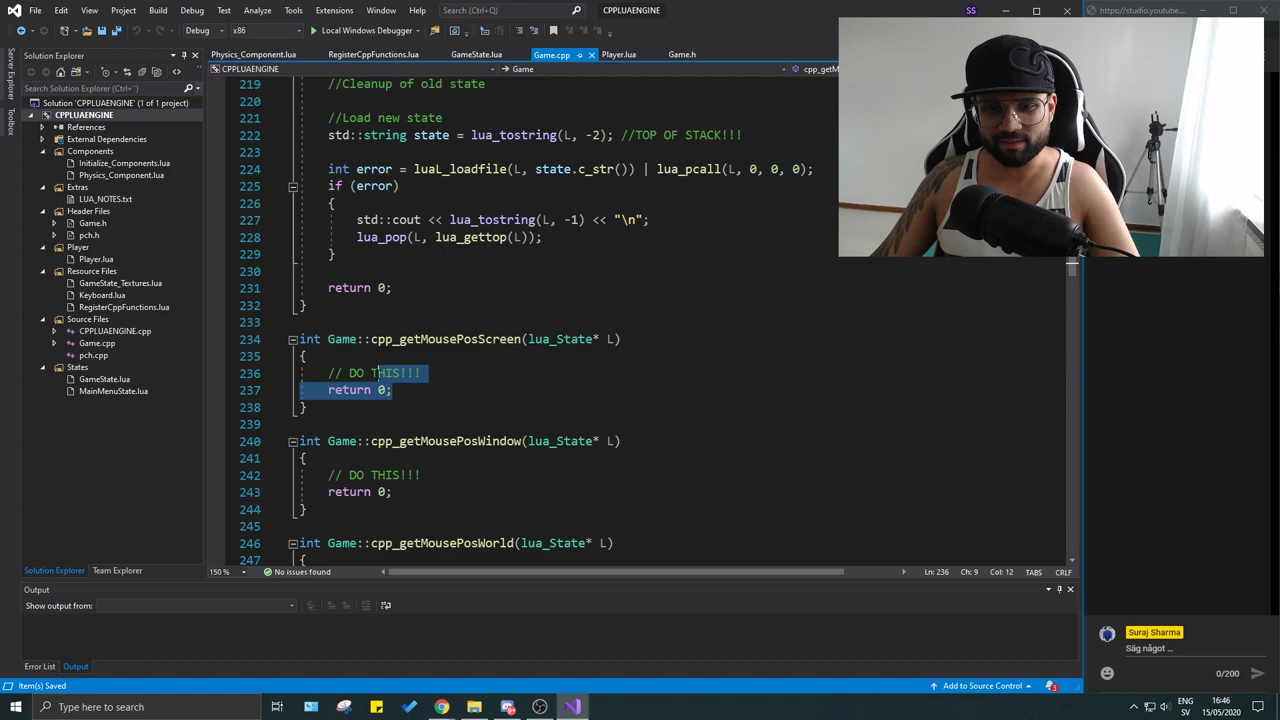 File Edit View Project Build Debug Test Analyze Tools Extensions Window Help Search (Ctrl+Q) CPPLUAENGINE SS
https://studio.youtube.c
Debug x86 Local Windows Debugger
Server Explorer
Toolbox
Solution Explorer
Search Solution Explorer (Ctrl+')
Solution 'CPPLUAENGINE' (1 of 1 project)
CPPLUAENGINE
References
External Dependencies
Components
Initialize_Components.lua
Physics_Component.lua
Extras
LUA_NOTES.txt
Header Files
Game.h
pch.h
Player
Player.lua
Resource Files
GameState_Textures.lua
Keyboard.lua
RegisterCppFunctions.lua
Source Files
CPPLUAENGINE.cpp
Game.cpp
pch.cpp
States
GameState.lua
MainMenuState.lua
Solution Explorer Team Explorer
Physics_Component.lua RegisterCppFunctions.lua GameState.lua Game.cpp Player.lua Game.h
CPPLUAENGINE Game cpp_getM
219 //Cleanup of old state
220
221 //Load new state
222 std::string state = lua_tostring(L, -2); //TOP OF STACK!!!
223
224 int error = luaL_loadfile(L, state.c_str()) | lua_pcall(L, 0, 0, 0);
225 if (error)
226 {
227 std::cout << lua_tostring(L, -1) << "\n";
228 lua_pop(L, lua_gettop(L));
229 }
230
231 return 0;
232 }
233
234 int Game::cpp_getMousePosScreen(lua_State* L)
235 {
236 // DO THIS!!!
237 return 0;
238 }
239
240 int Game::cpp_getMousePosWindow(lua_State* L)
241 {
242 // DO THIS!!!
243 return 0;
244 }
245
246 int Game::cpp_getMousePosWorld(lua_State* L)
247 {
150 % No issues found Ln: 236 Ch: 9 Col: 12 TABS CRLF
Output
Show output from:
Error List Output
Item(s) Saved Add to Source Control 3
Suraj Sharma
Säg något ...
0/200
Type here to search
ENG
SV
16:46
15/05/2020